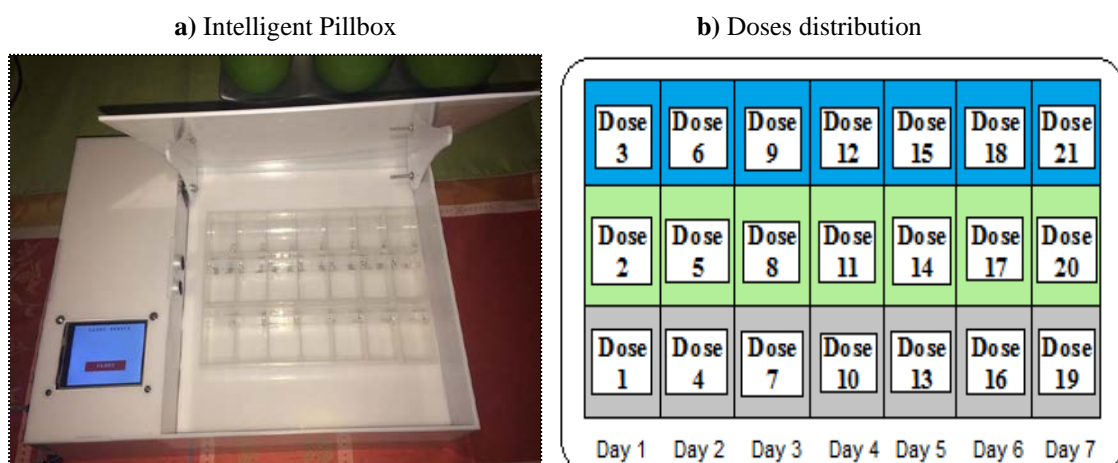 a) Intelligent Pillbox
b) Doses distribution
Dose Dose Dose Dose Dose Dose Dose
3 6 9 12 15 18 21
Dose Dose Dose Dose Dose Dose Dose
2 5 8 11 14 17 20
Dose Dose Dose Dose Dose Dose Dose
1 4 7 10 13 16 19
Day 1 Day 2 Day 3 Day 4 Day 5 Day 6 Day 7